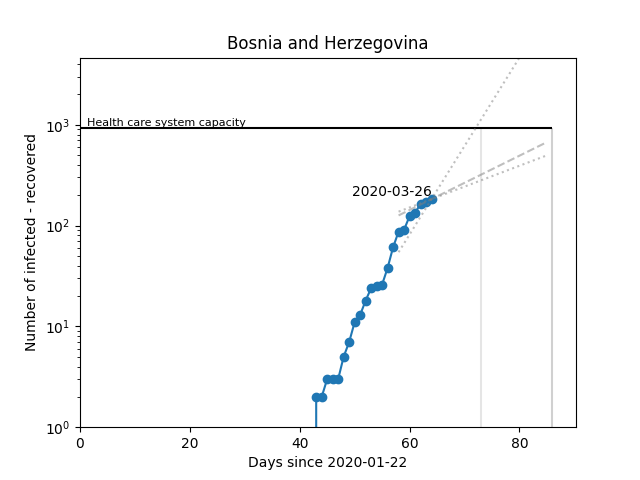 Bosnia and Herzegovina
Number of infected - recovered
10^3
10^2
10^1
10^0
Health care system capacity
2020-03-26
0 20 40 60 80
Days since 2020-01-22